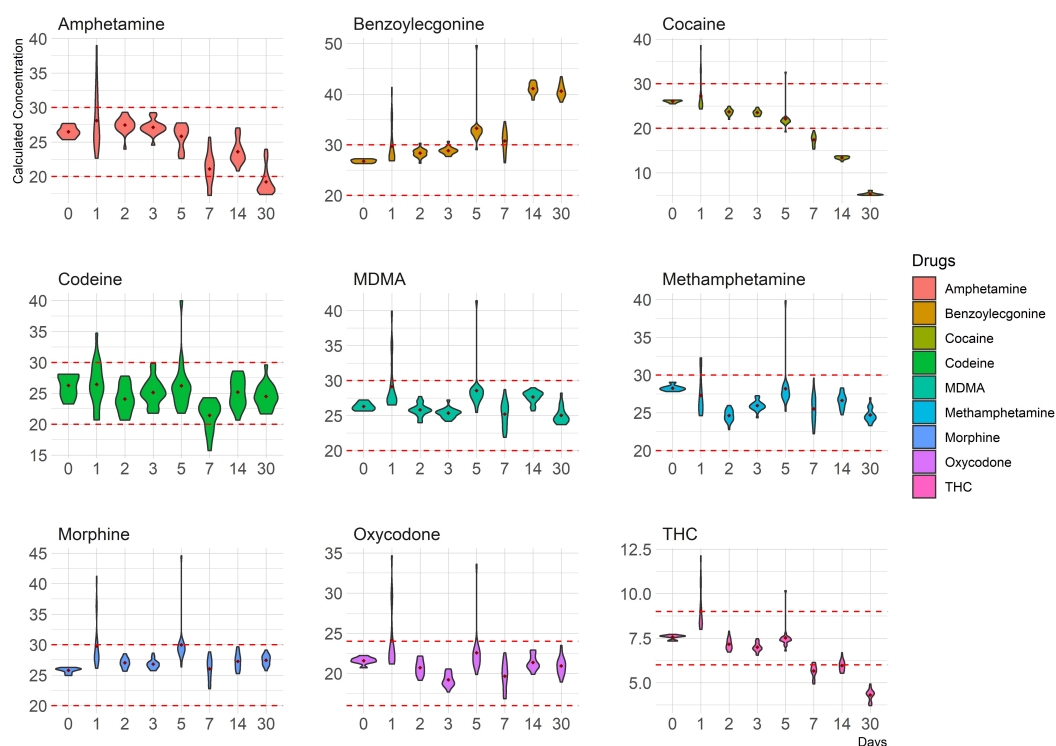 Amphetamine
Benzoylecgonine
Cocaine
Calculated Concentration
40
35
30
25
20
0 1 2 3 5 7 14 30
50
40
30
20
0 1 2 3 5 7 14 30
40
30
20
10
0 1 2 3 5 7 14 30
Codeine
MDMA
Methamphetamine
40
35
30
25
20
15
0 1 2 3 5 7 14 30
40
35
30
25
20
0 1 2 3 5 7 14 30
40
35
30
25
20
0 1 2 3 5 7 14 30
Drugs
Amphetamine
Benzoylecgonine
Cocaine
Codeine
MDMA
Methamphetamine
Morphine
Oxycodone
THC
Morphine
Oxycodone
THC
45
40
35
30
25
20
0 1 2 3 5 7 14 30
35
30
25
20
0 1 2 3 5 7 14 30
12.5
10.0
7.5
5.0
0 1 2 3 5 7 14 30
Days